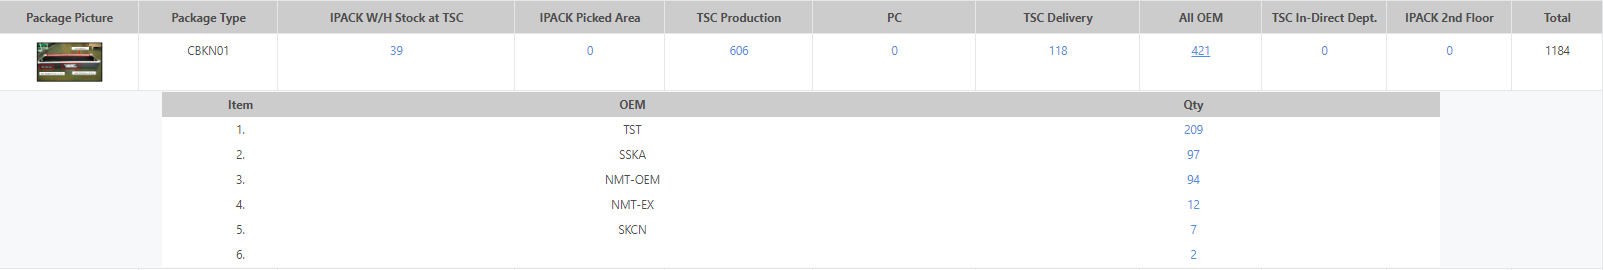 Package Picture Package Type IPACK W/H Stock at TSC IPACK Picked Area TSC Production PC TSC Delivery All OEM TSC In-Direct Dept. IPACK 2nd Floor Total
CBKN01 39 0 606 0 118 421 0 0 1184
Item OEM Qty
1. TST 209
2. SSKA 97
3. NMT-OEM 94
4. NMT-EX 12
5. SKCN 7
6. 2